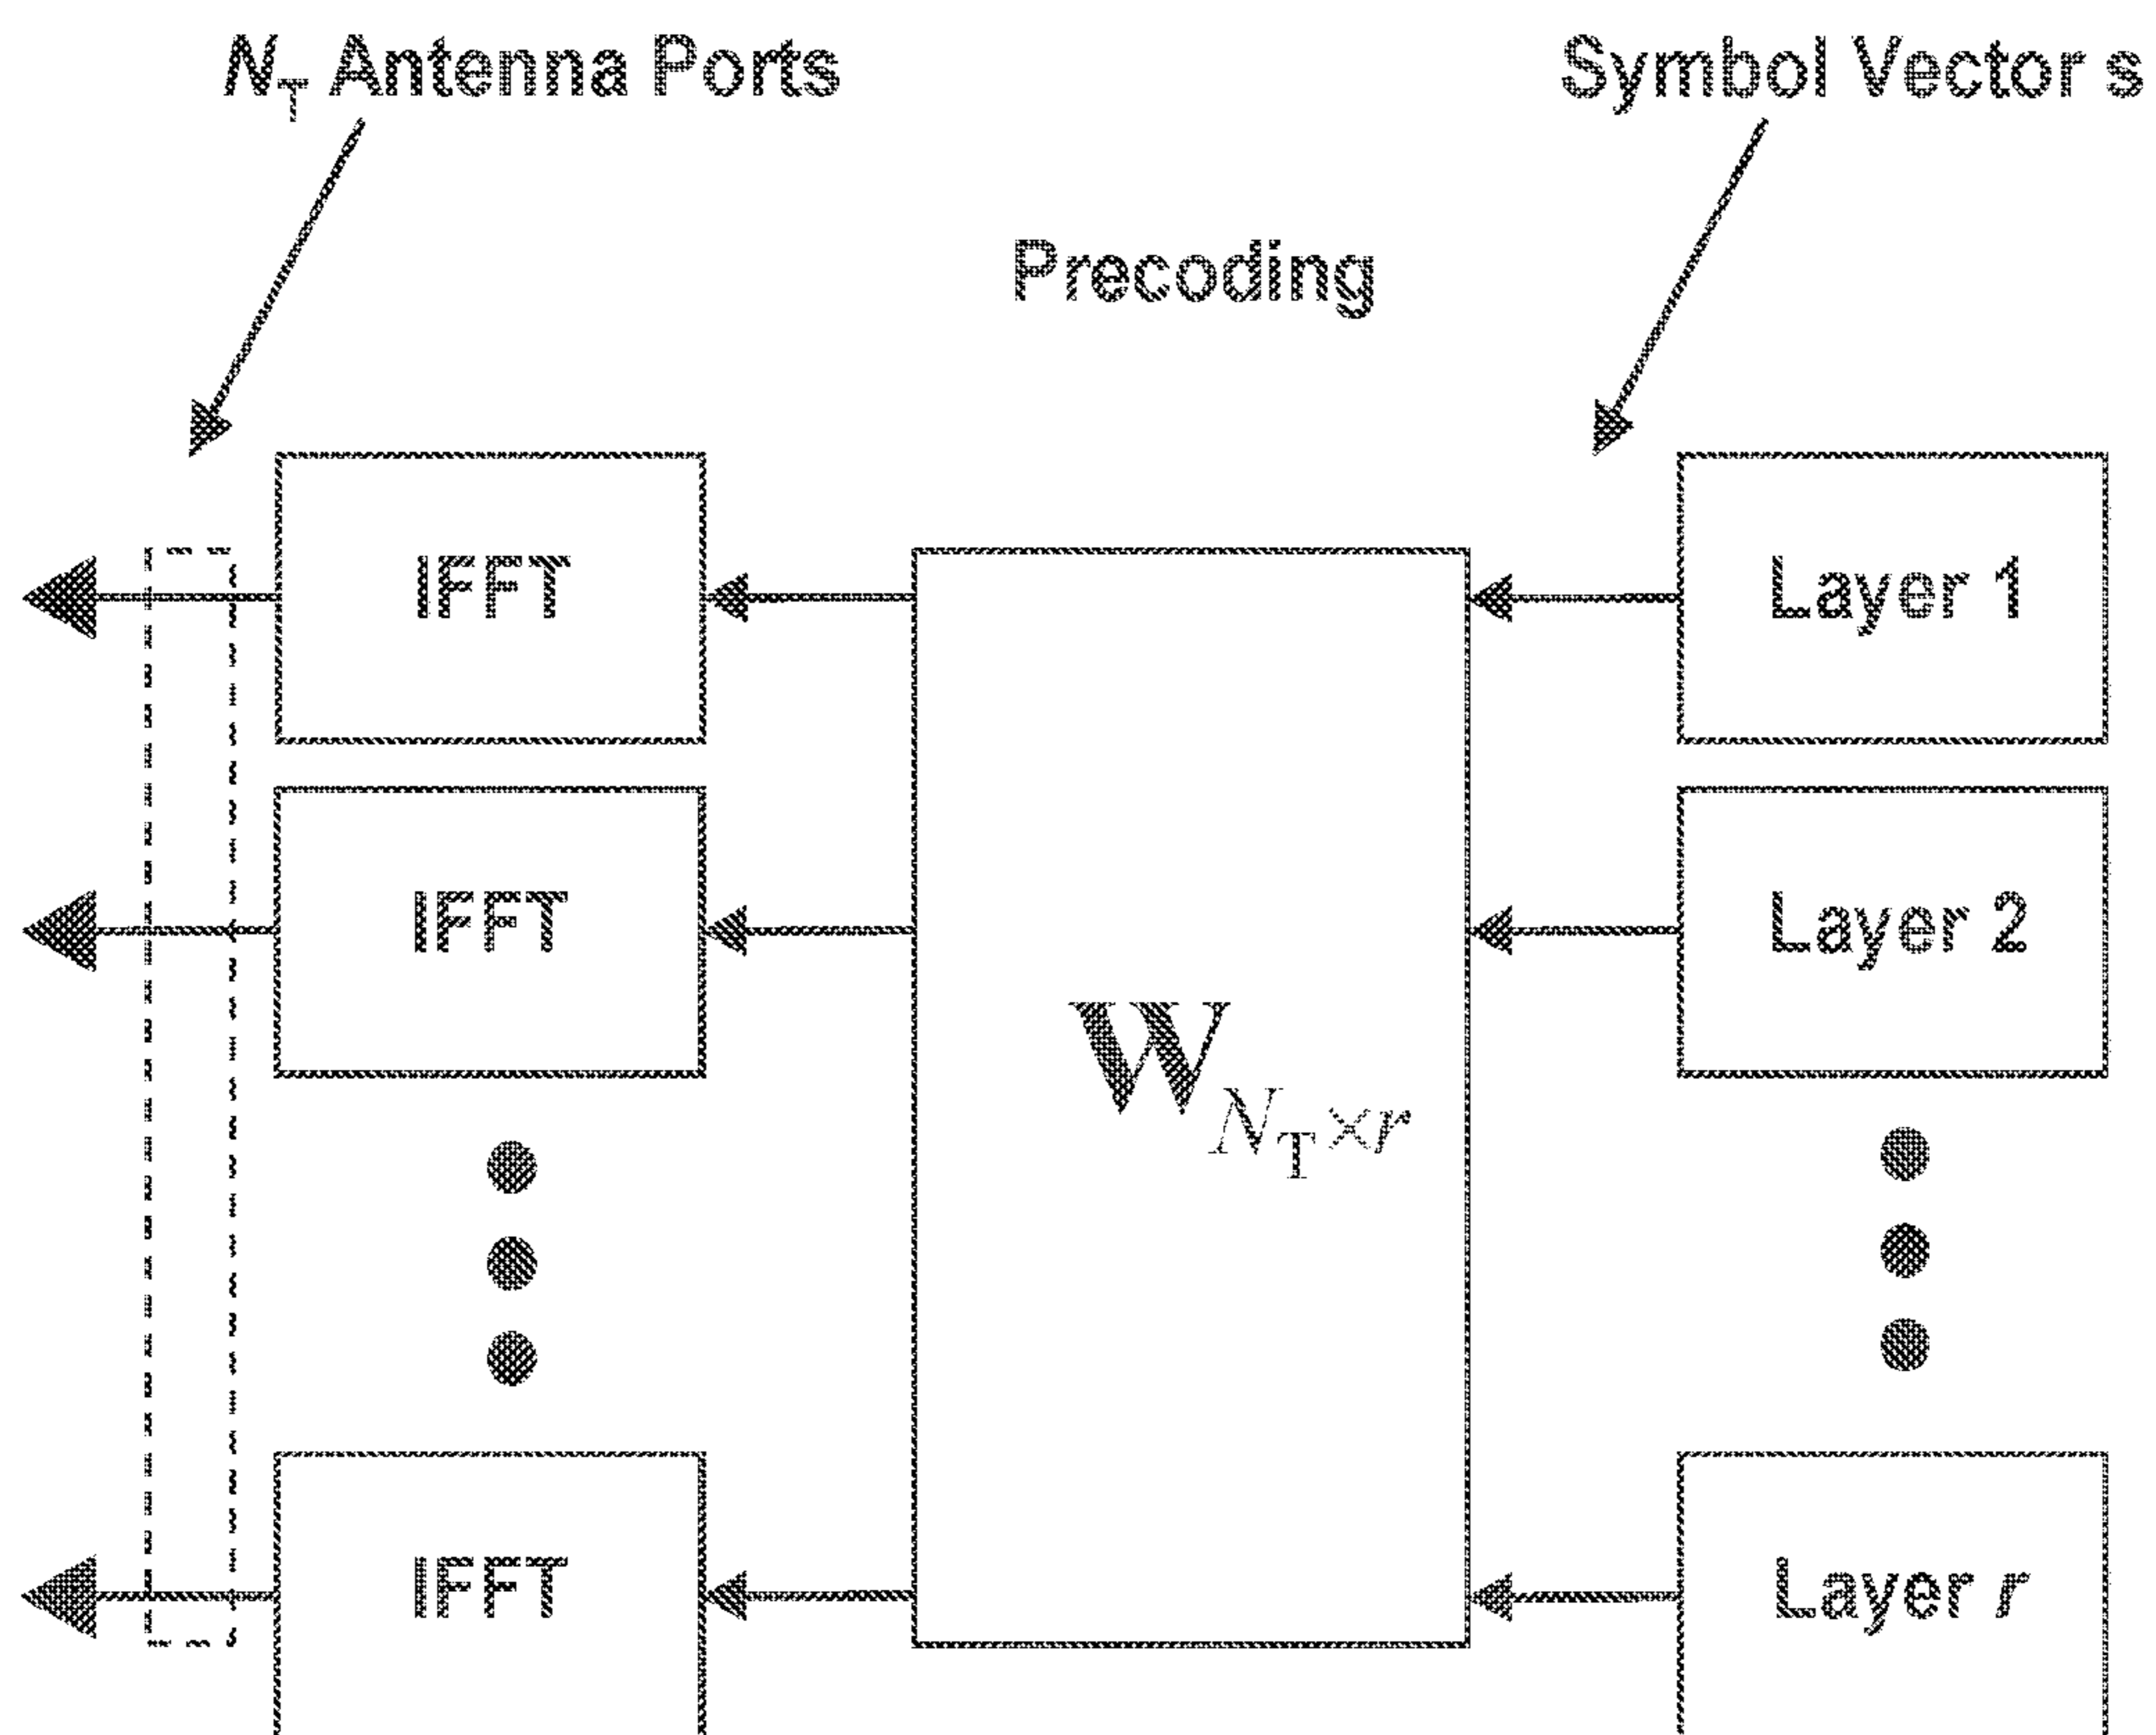 N_T Antenna Ports
Symbol Vector s
Precoding
IFFT
Layer 1
IFFT
Layer 2
W_{N_T×r}
IFFT
Layer r